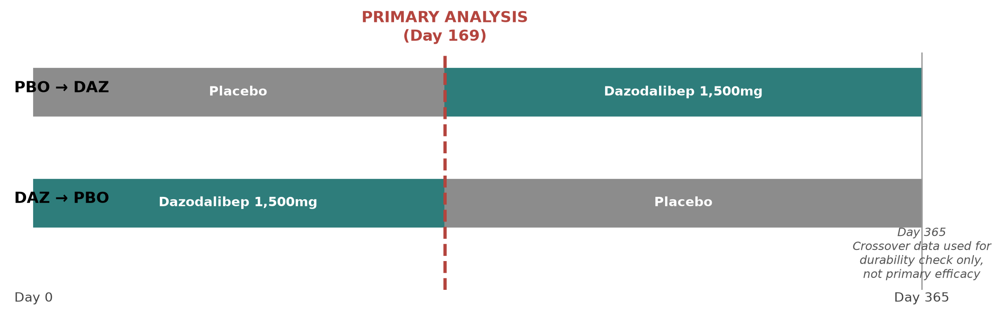 PRIMARY ANALYSIS
(Day 169)
PBO → DAZ
Placebo
Dazodalibep 1,500mg
DAZ → PBO
Dazodalibep 1,500mg
Placebo
Day 365
Crossover data used for
durability check only,
not primary efficacy
Day 0
Day 365